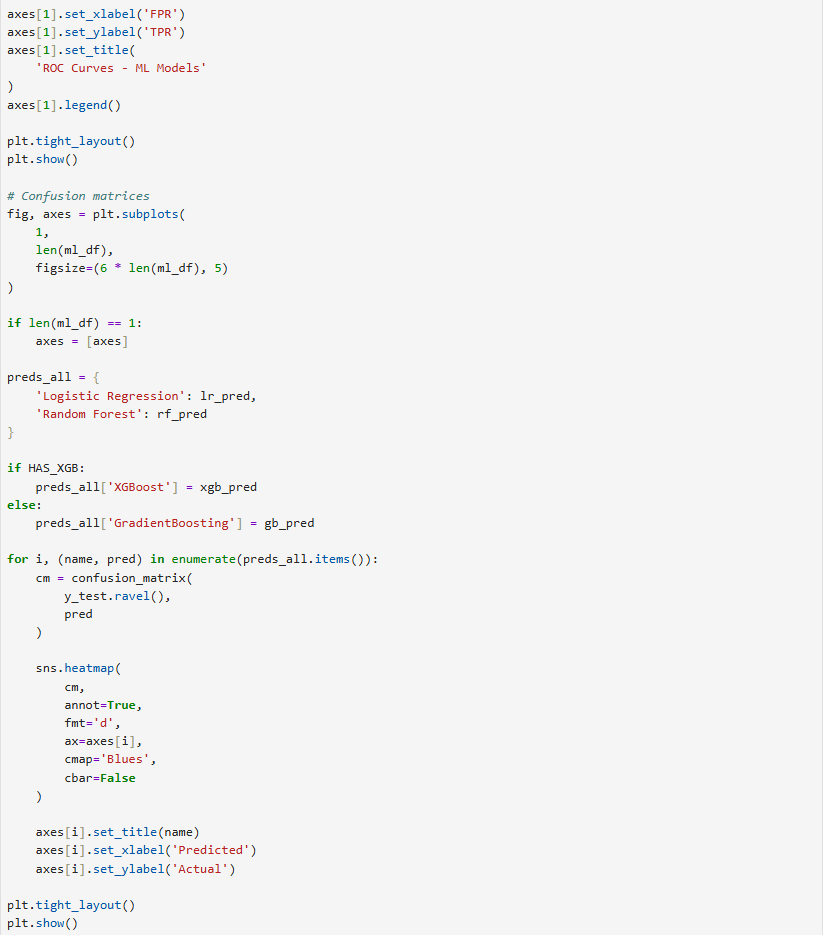 axes[1].set_xlabel('FPR')
axes[1].set_ylabel('TPR')
axes[1].set_title(
    'ROC Curves - ML Models'
)
axes[1].legend()

plt.tight_layout()
plt.show()

# Confusion matrices
fig, axes = plt.subplots(
    1,
    len(ml_df),
    figsize=(6 * len(ml_df), 5)
)

if len(ml_df) == 1:
    axes = [axes]

preds_all = {
    'Logistic Regression': lr_pred,
    'Random Forest': rf_pred
}

if HAS_XGB:
    preds_all['XGBoost'] = xgb_pred
else:
    preds_all['GradientBoosting'] = gb_pred

for i, (name, pred) in enumerate(preds_all.items()):
    cm = confusion_matrix(
        y_test.ravel(),
        pred
    )

    sns.heatmap(
        cm,
        annot=True,
        fmt='d',
        ax=axes[i],
        cmap='Blues',
        cbar=False
    )

    axes[i].set_title(name)
    axes[i].set_xlabel('Predicted')
    axes[i].set_ylabel('Actual')

plt.tight_layout()
plt.show()